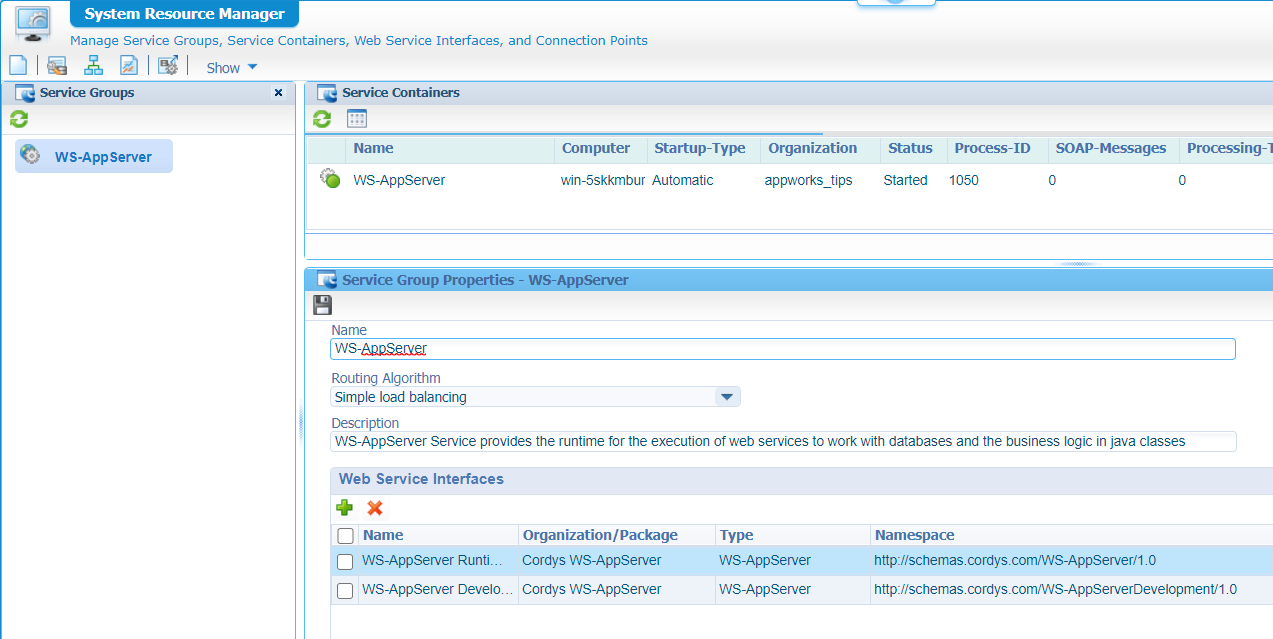 System Resource Manager
Manage Service Groups, Service Containers, Web Service Interfaces, and Connection Points
Show
Service Groups
WS-AppServer
Service Containers
Name Computer Startup-Type Organization Status Process-ID SOAP-Messages Processing-T
WS-AppServer win-5skkmbur Automatic appworks_tips Started 1050 0 0
Service Group Properties - WS-AppServer
Name
WS-AppServer
Routing Algorithm
Simple load balancing
Description
WS-AppServer Service provides the runtime for the execution of web services to work with databases and the business logic in java classes
Web Service Interfaces
Name Organization/Package Type Namespace
WS-AppServer Runti... Cordys WS-AppServer WS-AppServer http://schemas.cordys.com/WS-AppServer/1.0
WS-AppServer Develo... Cordys WS-AppServer WS-AppServer http://schemas.cordys.com/WS-AppServerDevelopment/1.0